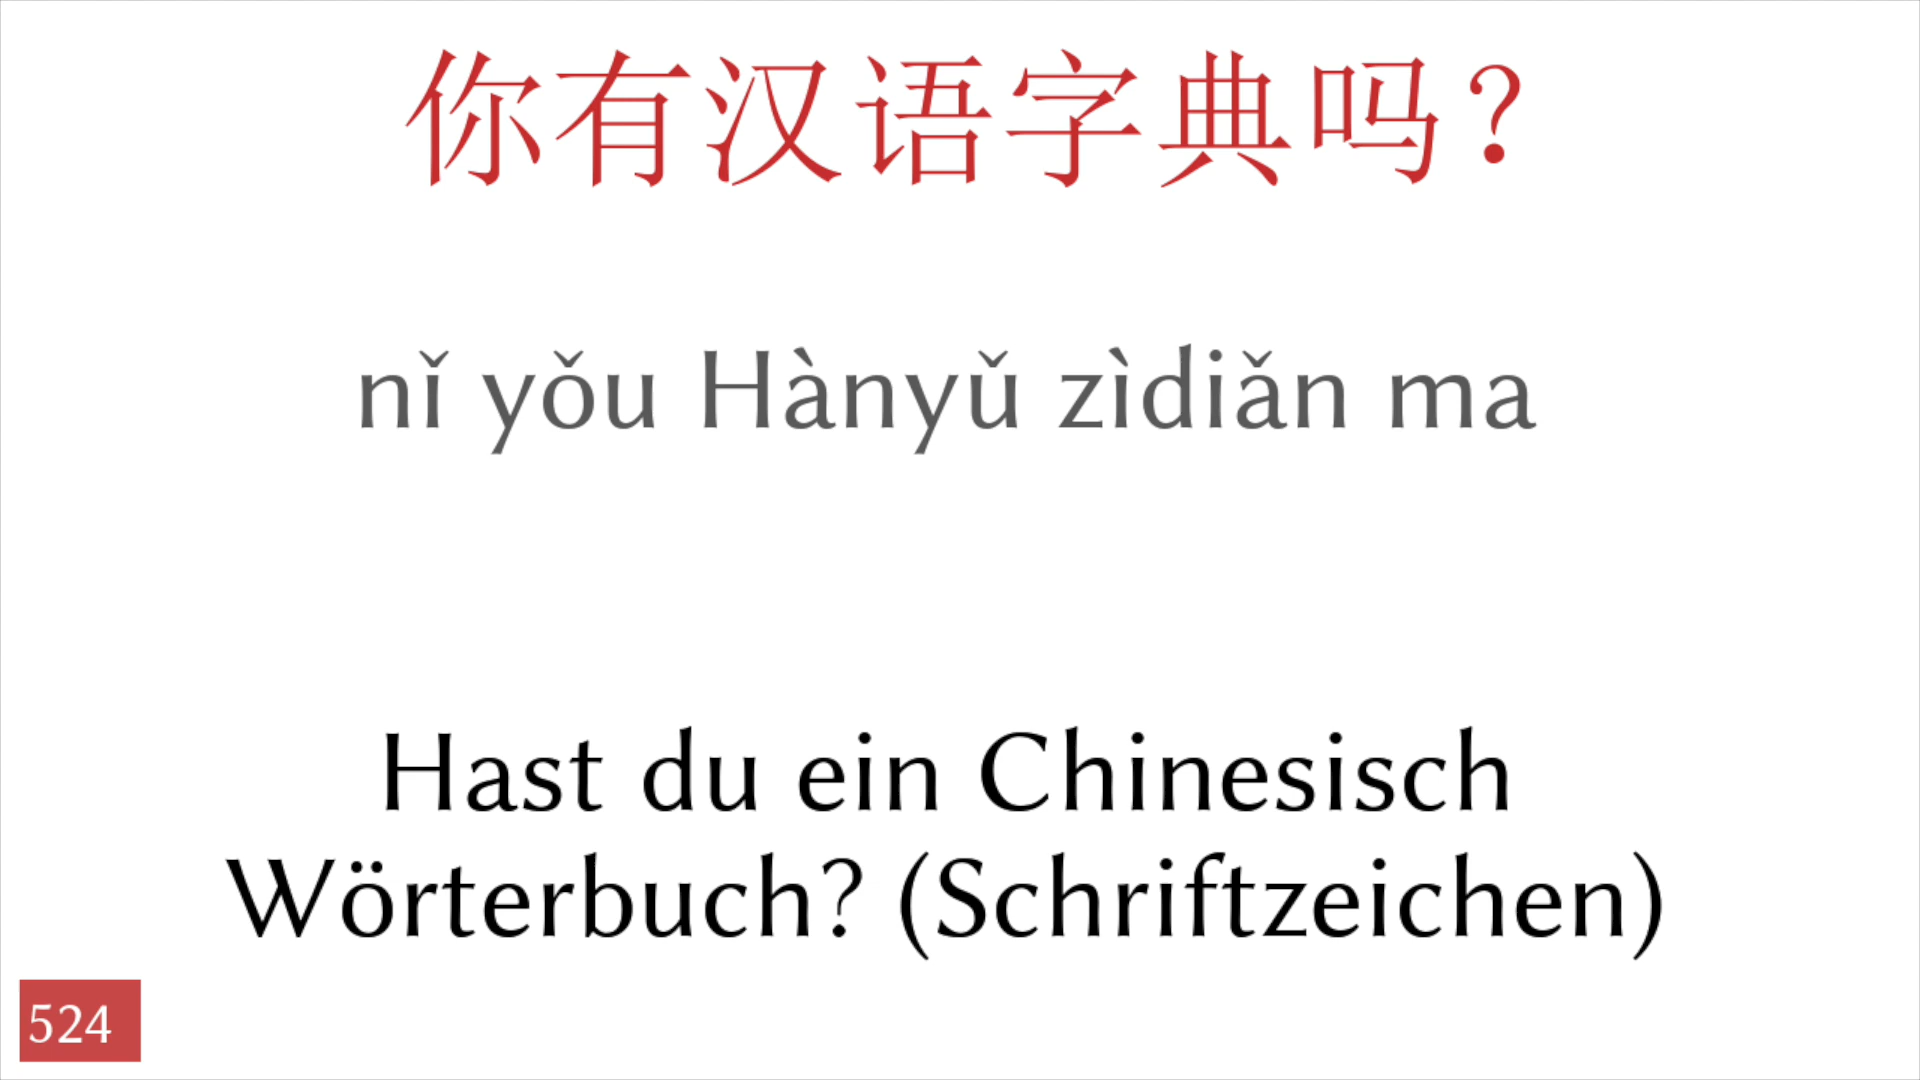 你有汉语字典吗？
nǐ yǒu Hànyǔ zìdiǎn ma
Hast du ein Chinesisch
Wörterbuch? (Schriftzeichen)
524